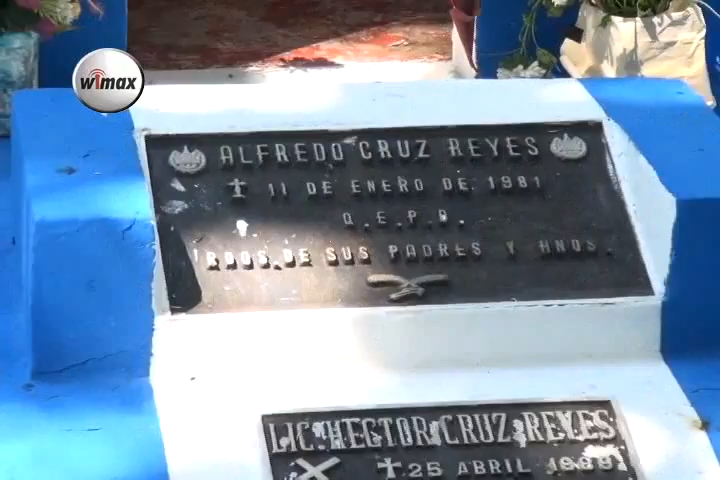 wimax
ALFREDO CRUZ REYES
✝ 11 DE ENERO DE 1981
Q.E.P.D.
RDOS. DE SUS PADRES Y HNOS.
LIC. HECTOR CRUZ REYES
✝ 25 ABRIL